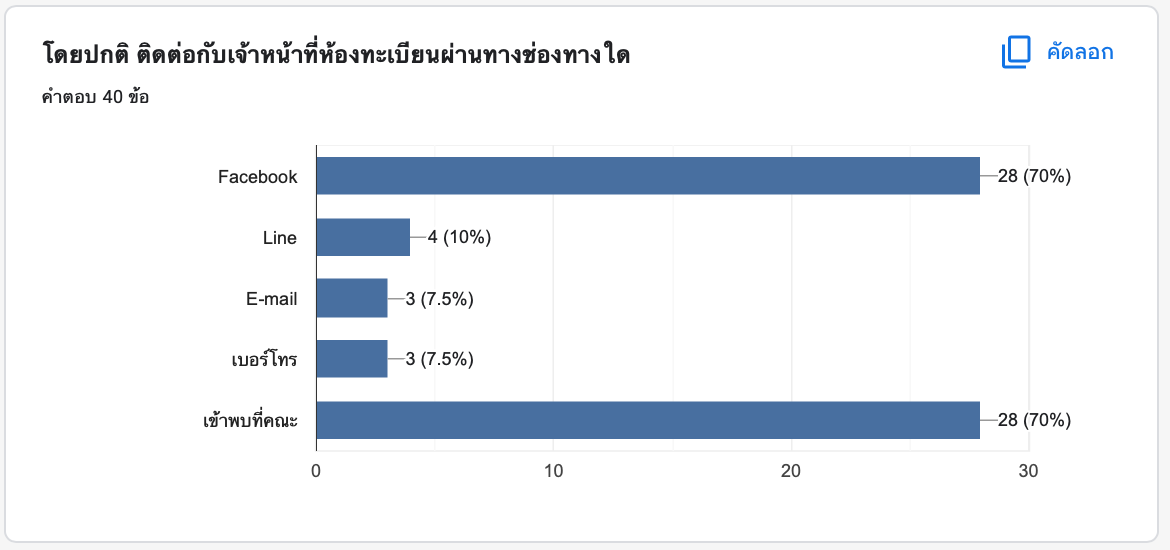 โดยปกติ ติดต่อกับเจ้าหน้าที่ห้องทะเบียนผ่านทางช่องทางใด
คัดลอก
คำตอบ 40 ข้อ
Facebook 28 (70%)
Line 4 (10%)
E-mail 3 (7.5%)
เบอร์โทร 3 (7.5%)
เข้าพบที่คณะ 28 (70%)
0 10 20 30